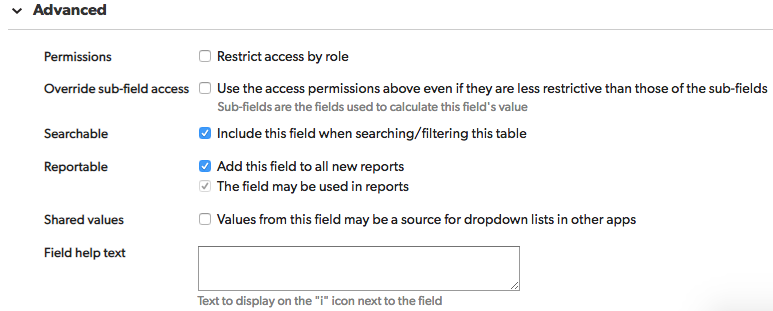 Advanced
Permissions Restrict access by role
Override sub-field access Use the access permissions above even if they are less restrictive than those of the sub-fields
Sub-fields are the fields used to calculate this field's value
Searchable Include this field when searching/filtering this table
Reportable Add this field to all new reports
The field may be used in reports
Shared values Values from this field may be a source for dropdown lists in other apps
Field help text
Text to display on the "i" icon next to the field